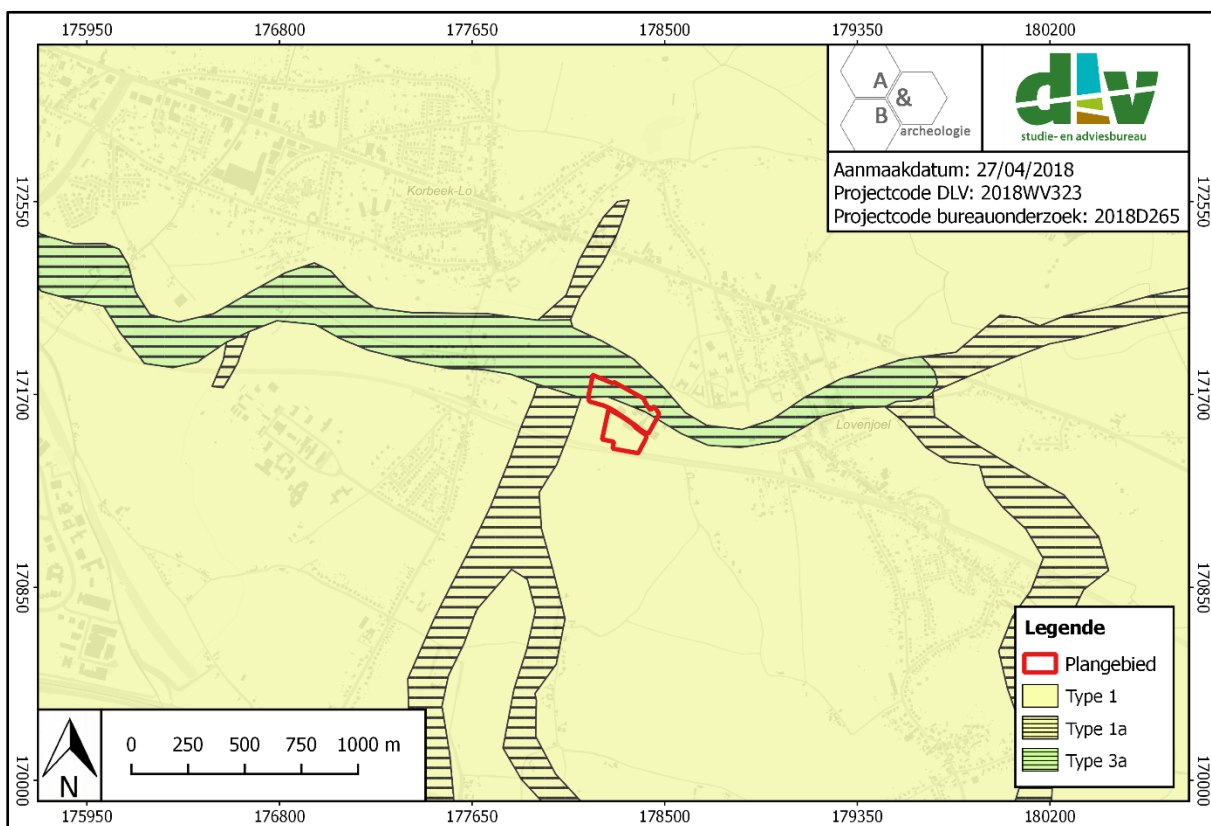 175950 176800 177650 178500 179350 180200
A
&
B
archeologie
dLv
studie- en adviesbureau
Aanmaakdatum: 27/04/2018
Projectcode DLV: 2018WV323
Projectcode bureauonderzoek: 2018D265
172550 172550
Korbeek-Lo
171700 171700
Lovenjoel
170850 170850
Legende
Plangebied
Type 1
Type 1a
Type 3a
N
0 250 500 750 1000 m
170000 170000
175950 176800 177650 178500 179350 180200